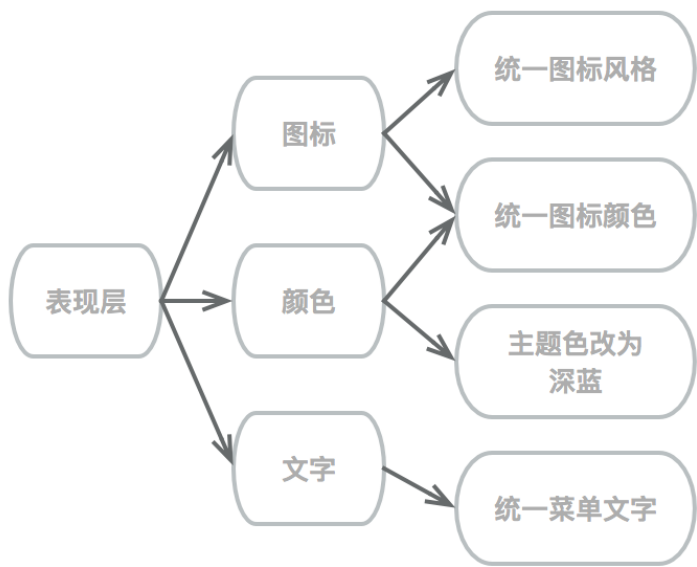 表现层
图标
颜色
文字
统一图标风格
统一图标颜色
主题色改为
深蓝
统一菜单文字